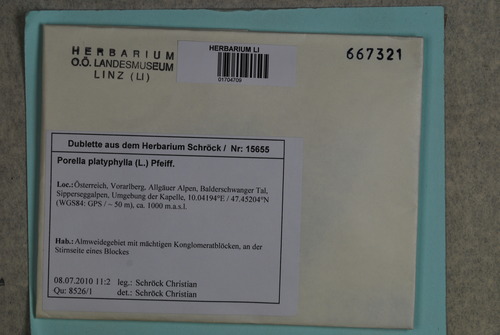 HERBARIUM
O.Ö. LANDESMUSEUM
LINZ (LI)
HERBARIUM LI
01704709
667321
Dublette aus dem Herbarium Schröck / Nr: 15655
Porella platyphylla (L.) Pfeiff.
Loc.:Österreich, Vorarlberg, Allgäuer Alpen, Balderschwanger Tal,
Sipperseggalpen, Umgebung der Kapelle, 10.04194°E / 47.45204°N
(WGS84; GPS / ~ 50 m), ca. 1000 m.a.s.l.
Hab.:Almweidegebiet mit mächtigen Konglomeratblöcken, an der
Stirnseite eines Blockes
08.07.2010 11:2 leg.: Schröck Christian
Qu: 8526/1 det.: Schröck Christian